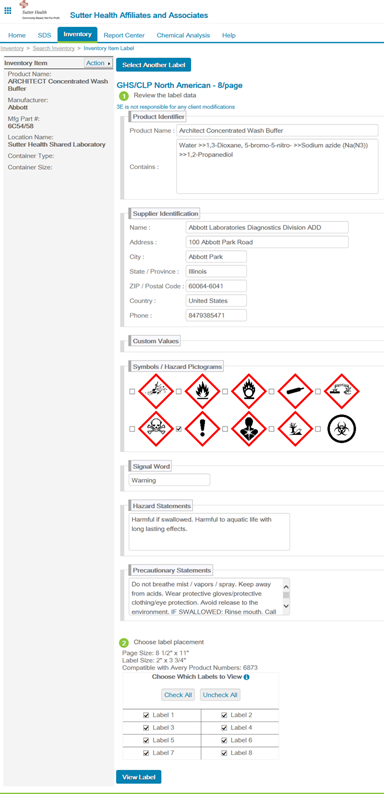 Sutter Health
Sutter Health Affiliates and Associates
Home SDS Inventory Report Center Chemical Analysis Help
Inventory > Search Inventory > Inventory Item Label
Inventory Item Action
Product Name:
ARCHITECT Concentrated Wash
Buffer
Manufacturer:
Abbott
Mfg Part #:
6C54/58
Location Name:
Sutter Health Shared Laboratory
Container Type:
Container Size:
Select Another Label
GHS/CLP North American - 8/page
1 Review the label data
3E is not responsible for any client modifications
Product Identifier
Product Name : Architect Concentrated Wash Buffer
Contains : Water >>1,3-Dioxane, 5-bromo-5-nitro- >>Sodium azide (Na(N3))
>>1,2-Propanediol
Supplier Identification
Name : Abbott Laboratories Diagnostics Division ADD
Address : 100 Abbott Park Road
City : Abbott Park
State / Province : Illinois
ZIP / Postal Code : 60064-6041
Country : United States
Phone : 8479385471
Custom Values
Symbols / Hazard Pictograms
Signal Word
Warning
Hazard Statements
Harmful if swallowed. Harmful to aquatic life with
long lasting effects.
Precautionary Statements
Do not breathe mist / vapors / spray. Keep away
from acids. Wear protective gloves/protective
clothing/eye protection. Avoid release to the
environment. IF SWALLOWED: Rinse mouth. Call
2 Choose label placement
Page Size: 8 1/2" x 11"
Label Size: 2" x 3 3/4"
Compatible with Avery Product Numbers: 6873
Choose Which Labels to View
Check All Uncheck All
Label 1 Label 2
Label 3 Label 4
Label 5 Label 6
Label 7 Label 8
View Label